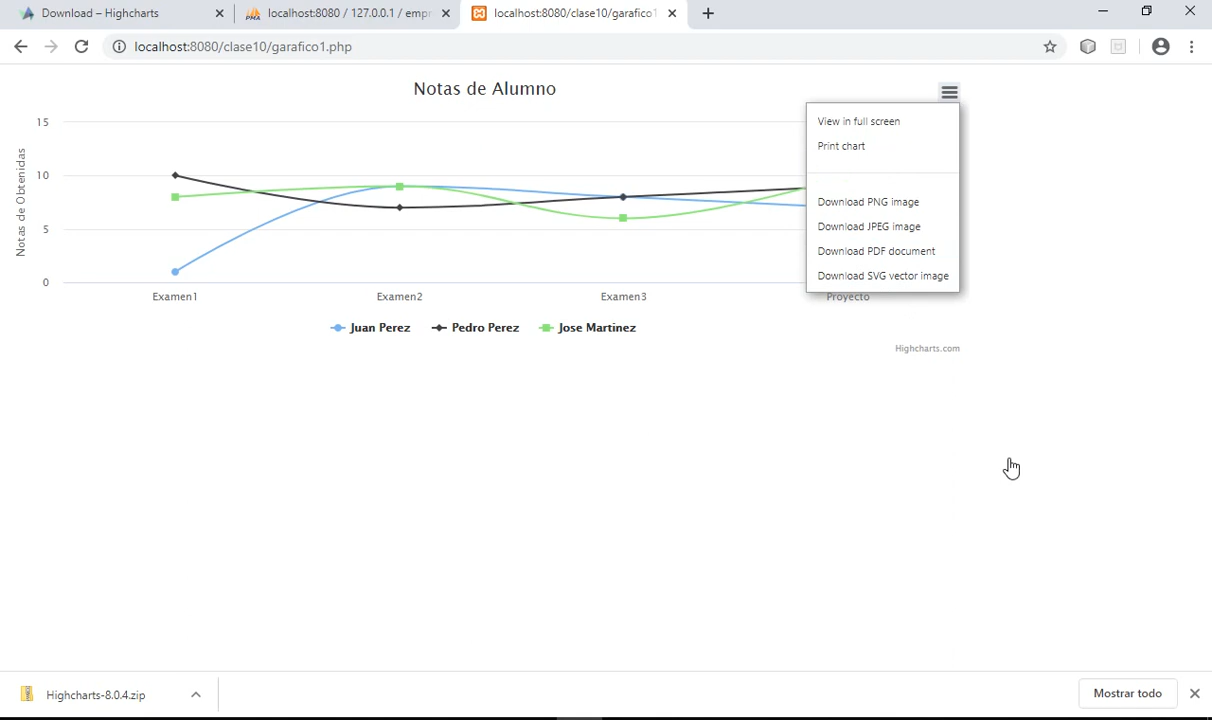 Download – Highcharts
localhost:8080 / 127.0.0.1 / empr
localhost:8080/clase10/garafico1
localhost:8080/clase10/garafico1.php
Notas de Alumno
View in full screen
Print chart
Download PNG image
Download JPEG image
Download PDF document
Download SVG vector image
Notas de Obtenidas
15
10
5
0
Examen1
Examen2
Examen3
Proyecto
Juan Perez
Pedro Perez
Jose Martinez
Highcharts.com
Highcharts-8.0.4.zip
Mostrar todo